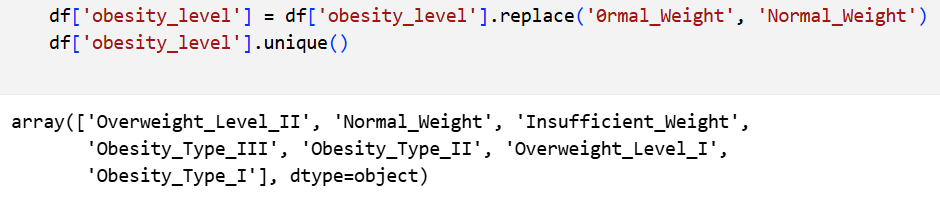 df['obesity_level'] = df['obesity_level'].replace('0rmal_Weight', 'Normal_Weight')
df['obesity_level'].unique()
array(['Overweight_Level_II', 'Normal_Weight', 'Insufficient_Weight',
'Obesity_Type_III', 'Obesity_Type_II', 'Overweight_Level_I',
'Obesity_Type_I'], dtype=object)